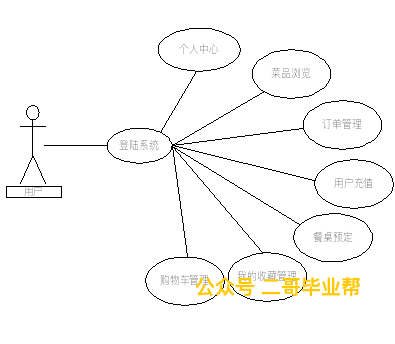 个人中心
菜品浏览
订单管理
登陆系统
用户充值
用户
餐桌预定
购物车管理
我的收藏管理
公众号 二哥毕业帮